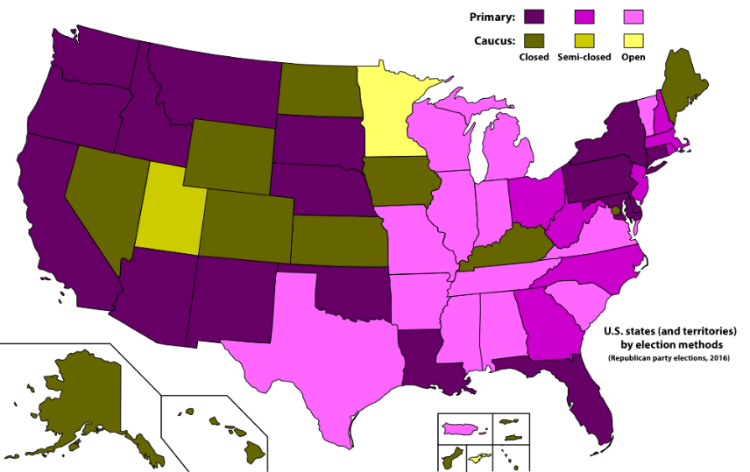 Primary:
Caucus:
Closed Semi-closed Open
U.S. states (and territories)
by election methods
(Republican party elections, 2016)